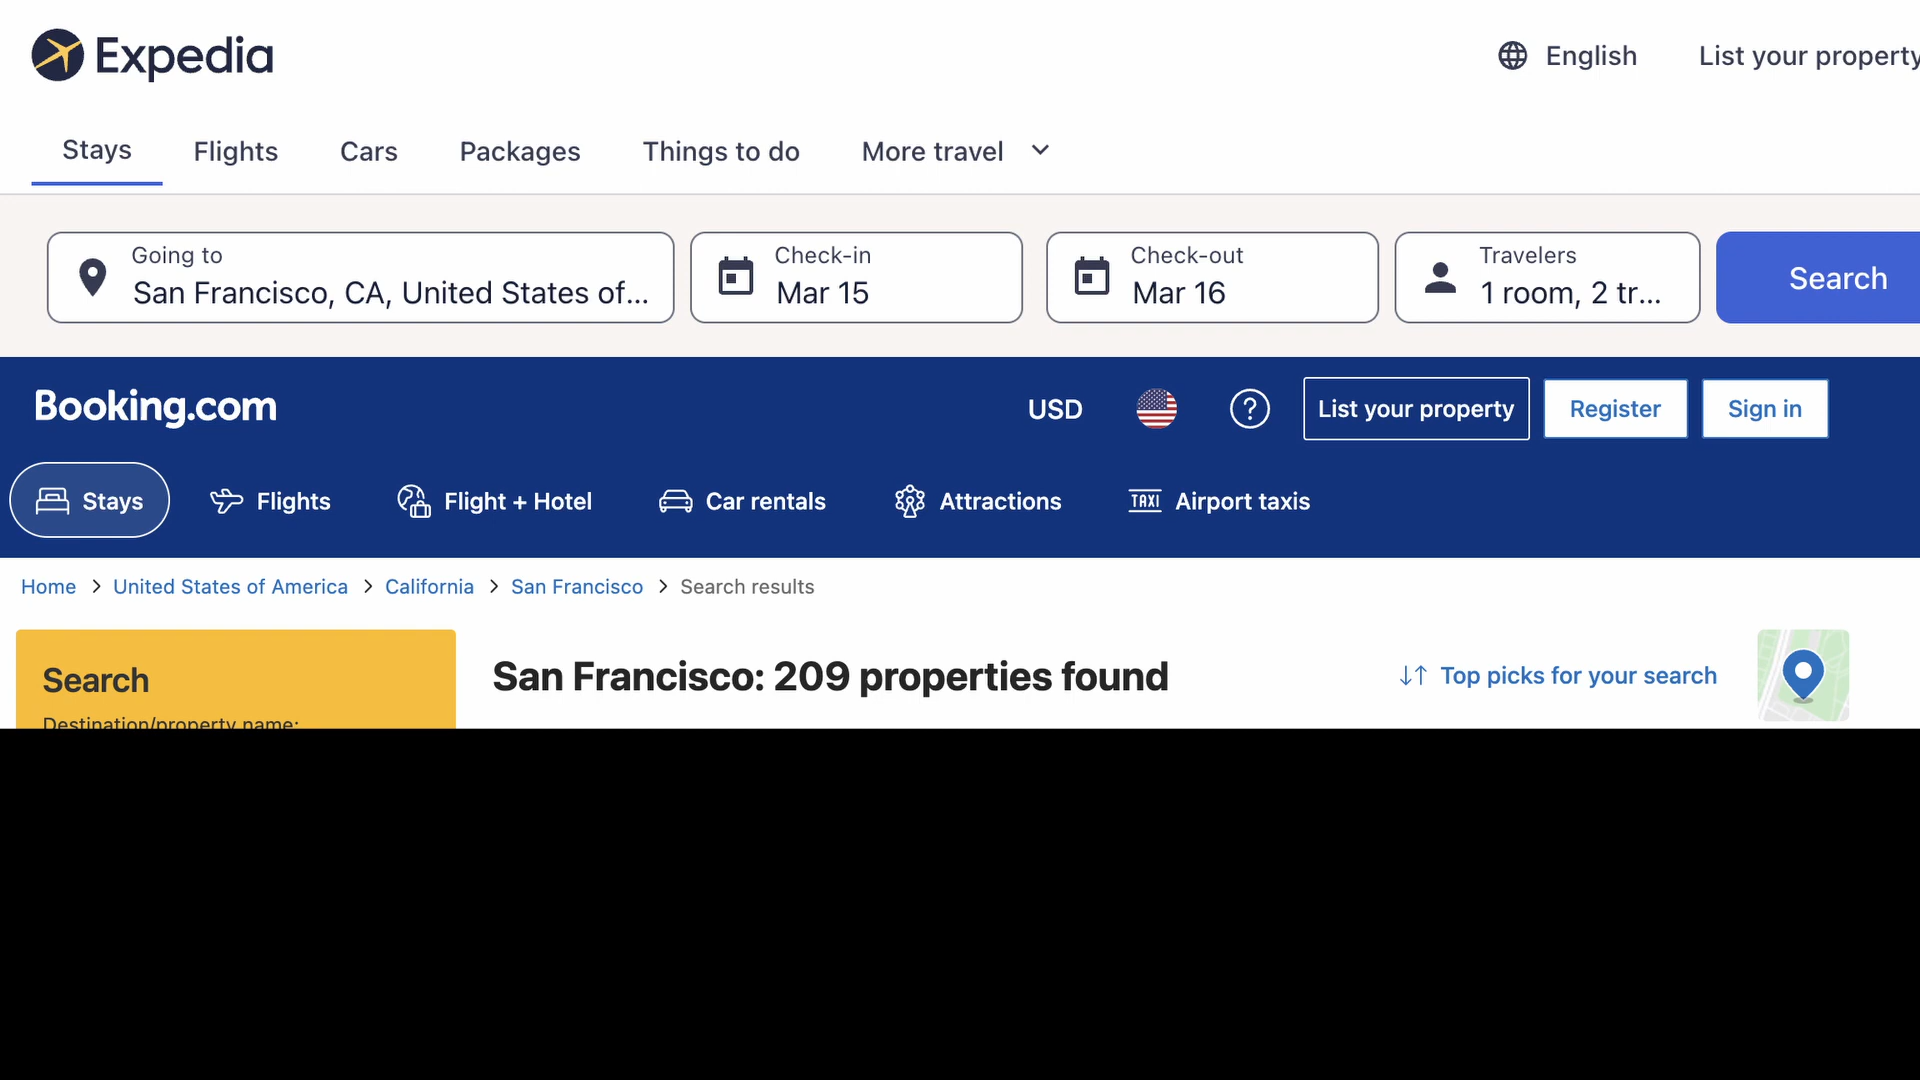 Expedia
English
List your property
Stays Flights Cars Packages Things to do More travel
Going to
San Francisco, CA, United States of...
Check-in
Mar 15
Check-out
Mar 16
Travelers
1 room, 2 tr...
Search
Booking.com
USD
?
List your property
Register
Sign in
Stays Flights Flight + Hotel Car rentals Attractions TAXI Airport taxis
Home > United States of America > California > San Francisco > Search results
Search
Destination/property name:
San Francisco: 209 properties found
↓↑ Top picks for your search